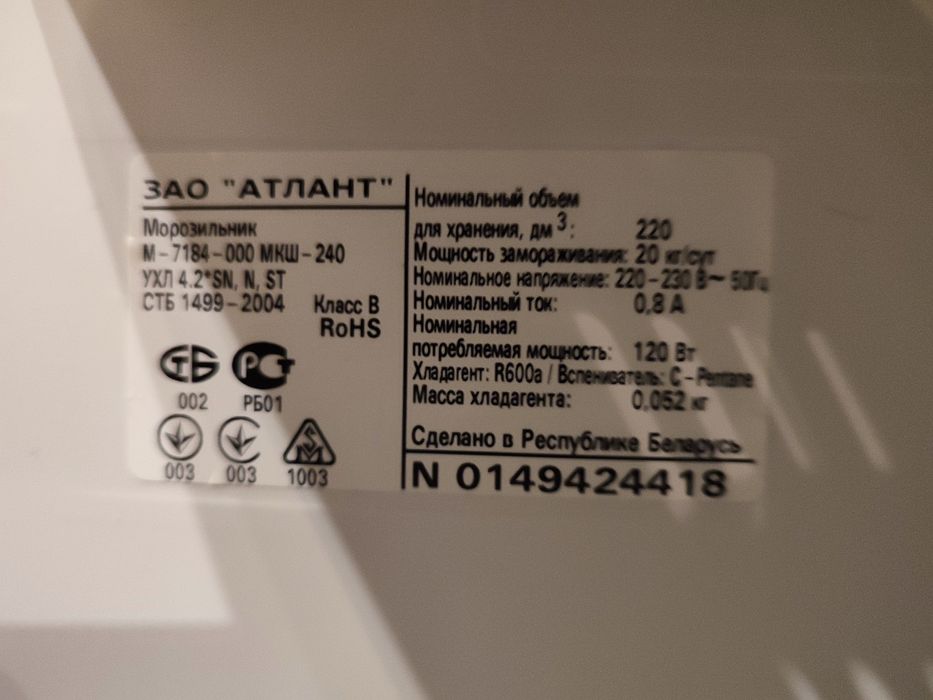 ЗАО "АТЛАНТ"
Морозильник
М-7184-000 МКШ-240
УХЛ 4.2*SN, N, ST
СТБ 1499-2004 Класс В
RoHS
СТБ РСТ
002 РБ01
003 003 1003
Номинальный объем
для хранения, дм³: 220
Мощность замораживания: 20 кг/сут
Номинальное напряжение: 220-230 В~ 50Гц
Номинальный ток: 0,8 А
Номинальная
потребляемая мощность: 120 Вт
Хладагент: R600a / Вспениватель: C-Pentane
Масса хладагента: 0,052 кг
Сделано в Республике Беларусь
N 0149424418